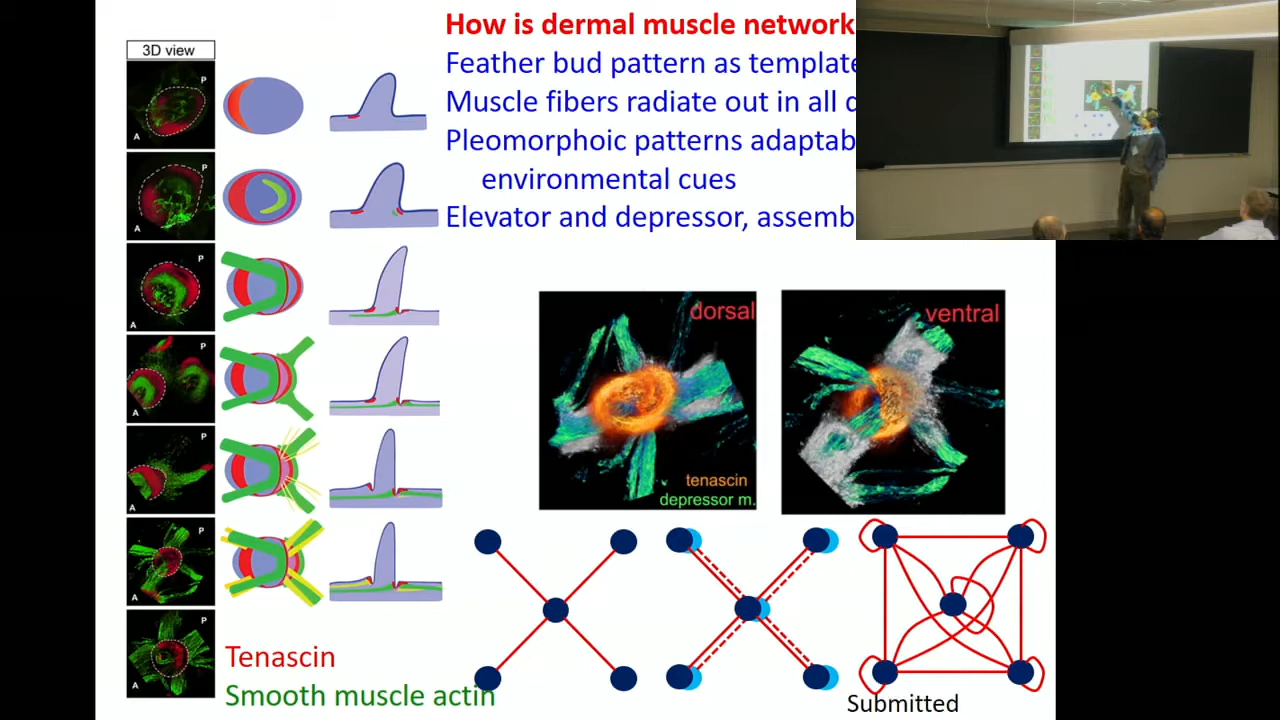 How is dermal muscle network
Feather bud pattern as template
Muscle fibers radiate out in all
Pleomorphoic patterns adaptab
environmental cues
Elevator and depressor, assemb
3D view
P
A
P
A
P
A
P
A
P
A
P
A
P
dorsal
tenascin
depressor m.
ventral
Tenascin
Smooth muscle actin
Submitted